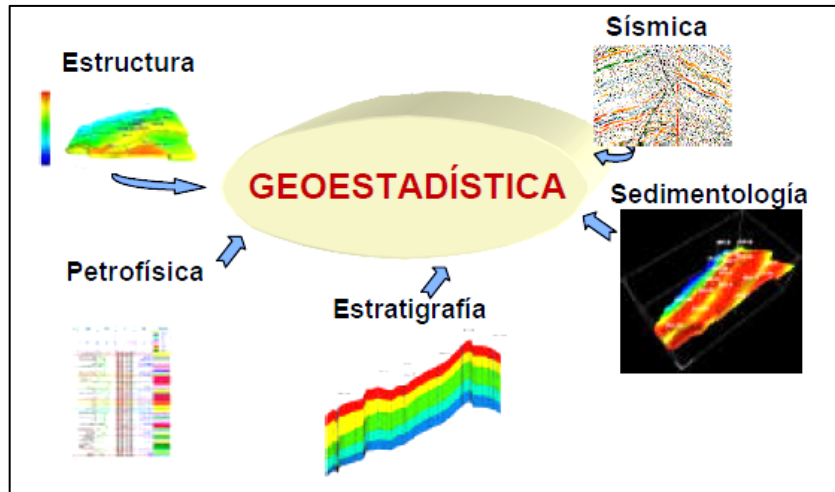 Sísmica
Estructura
GEOESTADÍSTICA
Sedimentología
Petrofísica
Estratigrafía